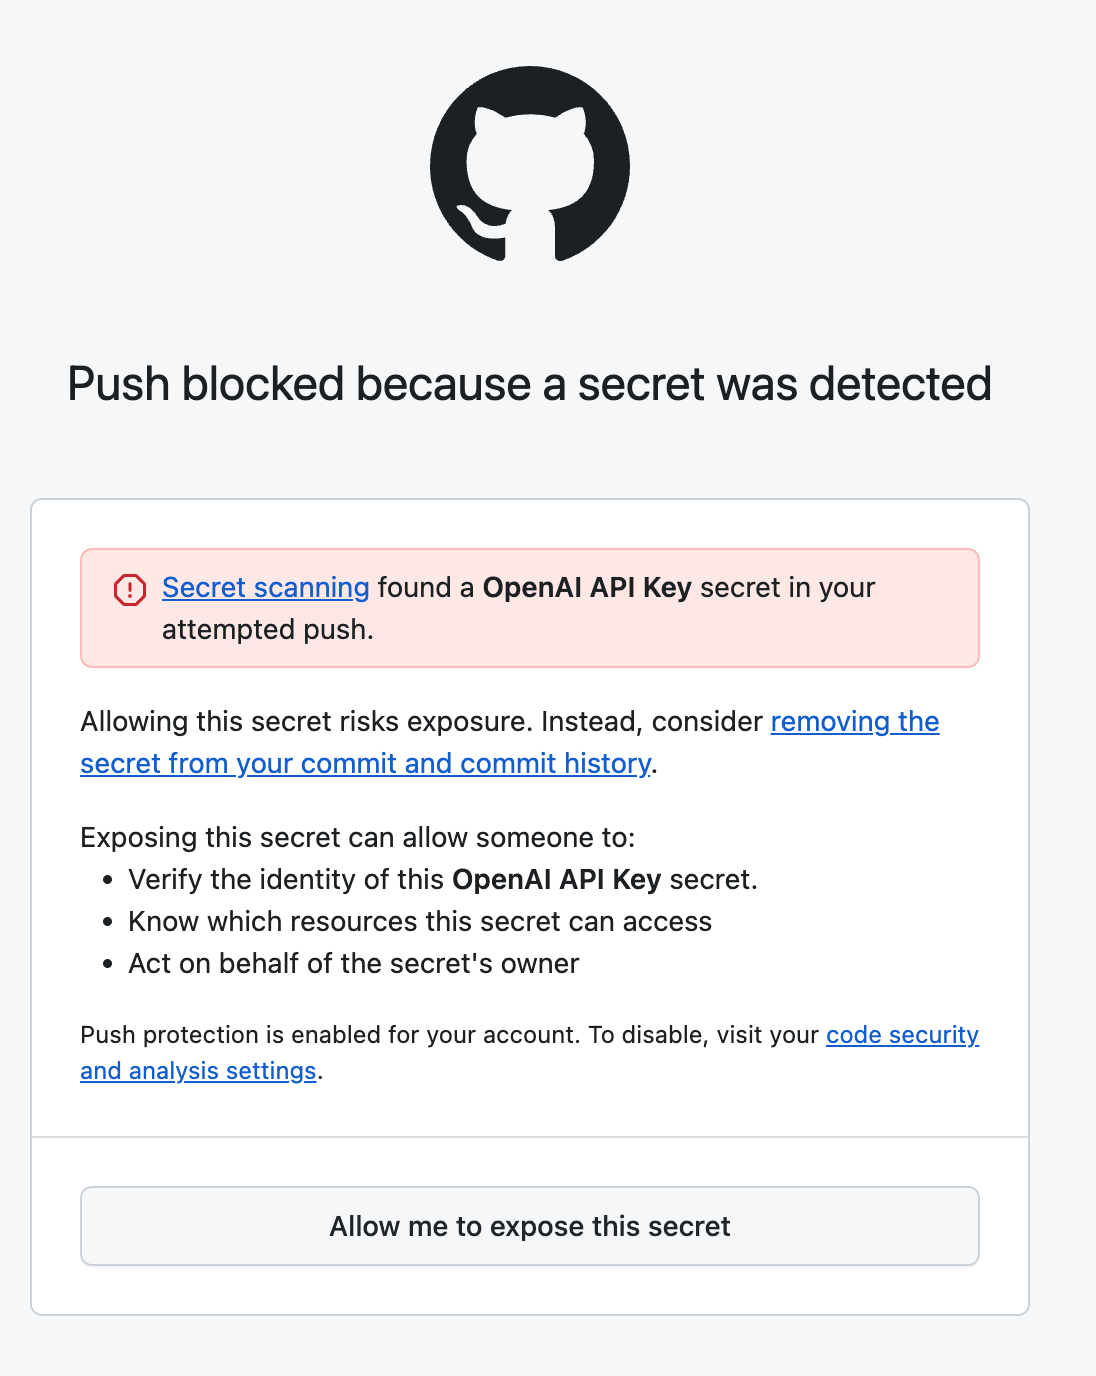 Push blocked because a secret was detected
Secret scanning found a OpenAI API Key secret in your
attempted push.
Allowing this secret risks exposure. Instead, consider removing the
secret from your commit and commit history.
Exposing this secret can allow someone to:
• Verify the identity of this OpenAI API Key secret.
• Know which resources this secret can access
• Act on behalf of the secret's owner
Push protection is enabled for your account. To disable, visit your code security
and analysis settings.
Allow me to expose this secret